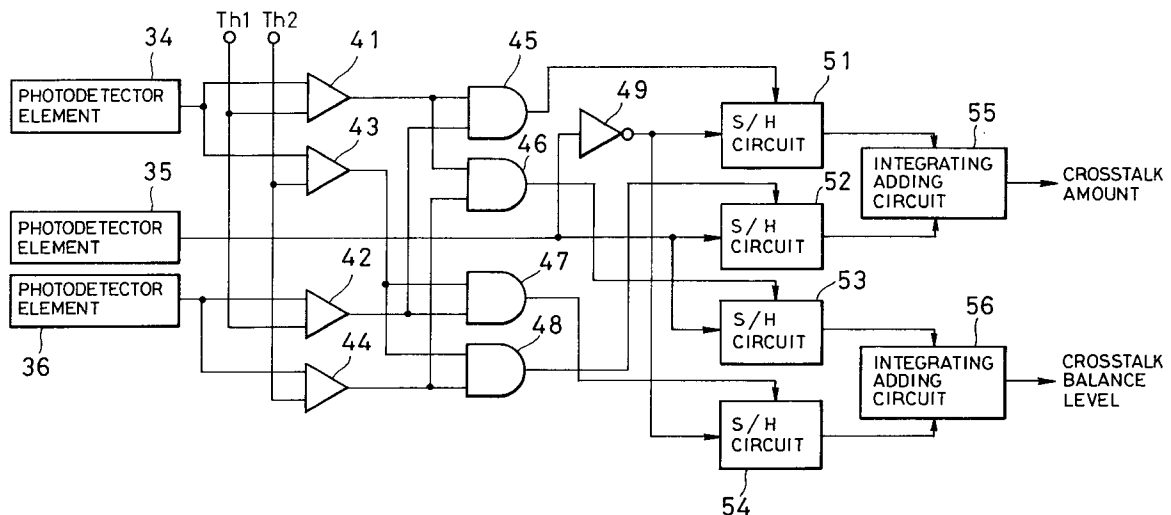 Th1 Th2
34
PHOTODETECTOR
ELEMENT
41
43
45
46
49
51
S/H
CIRCUIT
55
INTEGRATING
ADDING
CIRCUIT
CROSSTALK
AMOUNT
35
PHOTODETECTOR
ELEMENT
52
S/H
CIRCUIT
PHOTODETECTOR
ELEMENT
36
42
44
47
48
53
S/H
CIRCUIT
56
INTEGRATING
ADDING
CIRCUIT
CROSSTALK
BALANCE
LEVEL
S/H
CIRCUIT
54